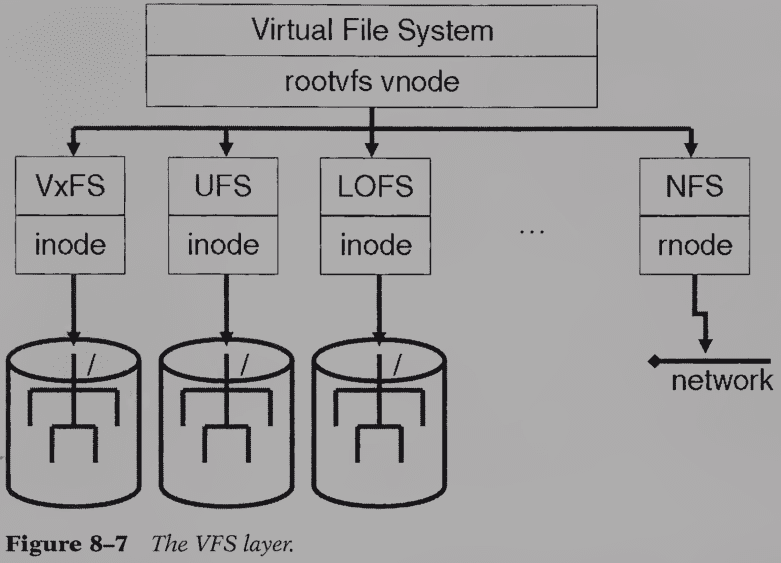 Virtual File System
rootvfs vnode
VxFS
UFS
LOFS
NFS
inode
inode
inode
...
rnode
/
/
/
network
Figure 8–7 The VFS layer.